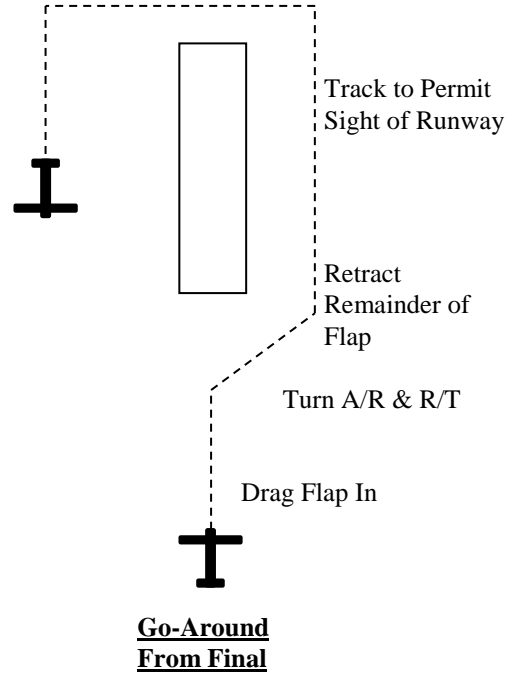 Track to Permit
Sight of Runway
Retract
Remainder of
Flap
Turn A/R & R/T
Drag Flap In
Go-Around
From Final